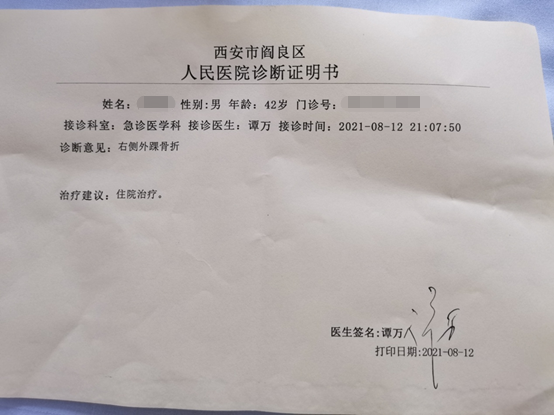 西安市阎良区
人民医院诊断证明书
姓名: 性别:男 年龄: 42岁 门诊号:
接诊科室: 急诊医学科 接诊医生: 谭万 接诊时间: 2021-08-12 21:07:50
诊断意见: 右侧外踝骨折
治疗建议: 住院治疗。
医生签名:谭万
打印日期:2021-08-12